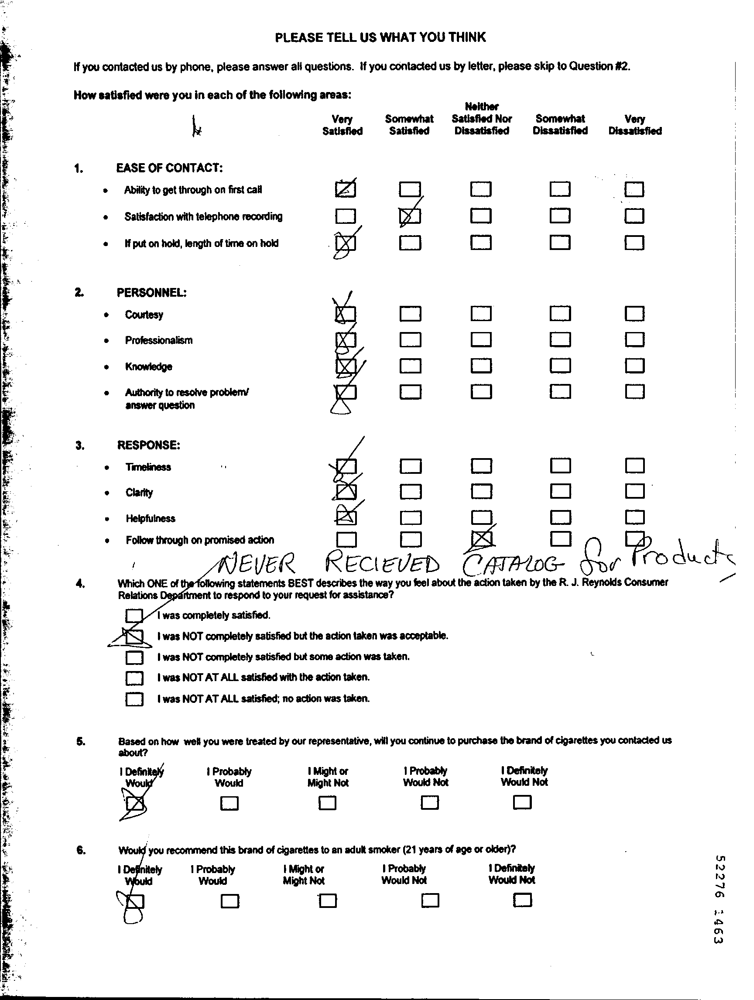 PLEASE TELL US WHAT YOU THINK
If you contacted us by phone, please answer all questions. If you contacted us by letter, please skip to Question #2.
How satisfied were you in each of the following areas:
Very Satisfied Somewhat Satisfied Neither Satisfied Nor Dissatisfied Somewhat Dissatisfied Very Dissatisfied
1. EASE OF CONTACT:
• Ability to get through on first call
• Satisfaction with telephone recording
• If put on hold, length of time on hold
2. PERSONNEL:
• Courtesy
• Professionalism
• Knowledge
• Authority to resolve problem/
answer question
3. RESPONSE:
• Timeliness
• Clarity
• Helpfulness
• Follow through on promised action
NEVER RECIEVED CATALOG for Products
4. Which ONE of the following statements BEST describes the way you feel about the action taken by the R. J. Reynolds Consumer
Relations Department to respond to your request for assistance?
I was completely satisfied.
I was NOT completely satisfied but the action taken was acceptable.
I was NOT completely satisfied but some action was taken.
I was NOT AT ALL satisfied with the action taken.
I was NOT AT ALL satisfied; no action was taken.
5. Based on how well you were treated by our representative, will you continue to purchase the brand of cigarettes you contacted us
about?
I Definitely Would I Probably Would I Might or Might Not I Probably Would Not I Definitely Would Not
6. Would you recommend this brand of cigarettes to an adult smoker (21 years of age or older)?
I Definitely Would I Probably Would I Might or Might Not I Probably Would Not I Definitely Would Not
52276 1463